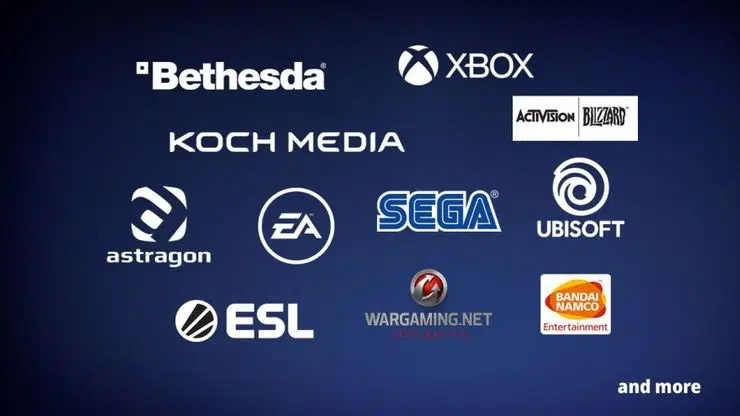 Bethesda®
XBOX
ACTIVISION | BLIZZARD
KOCH MEDIA
astragon
EA
SEGA®
UBISOFT
ESL
WARGAMING.NET
BANDAI
NAMCO
Entertainment
and more